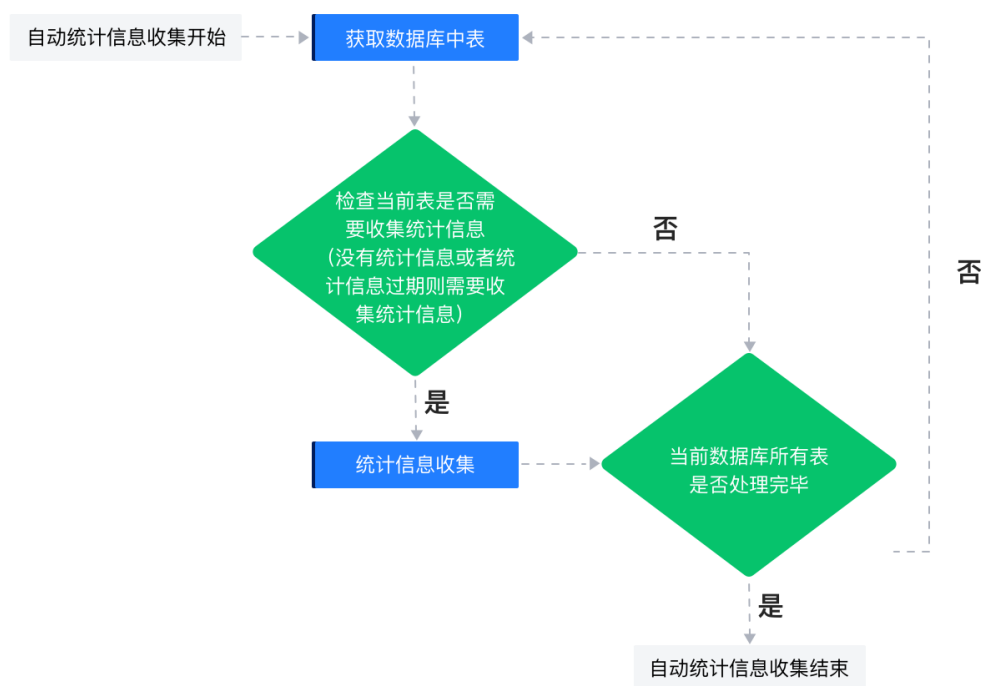 自动统计信息收集开始
获取数据库中表
检查当前表是否需
要收集统计信息
（没有统计信息或者统
计信息过期则需要收
集统计信息）
否
否
是
统计信息收集
当前数据库所有表
是否处理完毕
是
自动统计信息收集结束